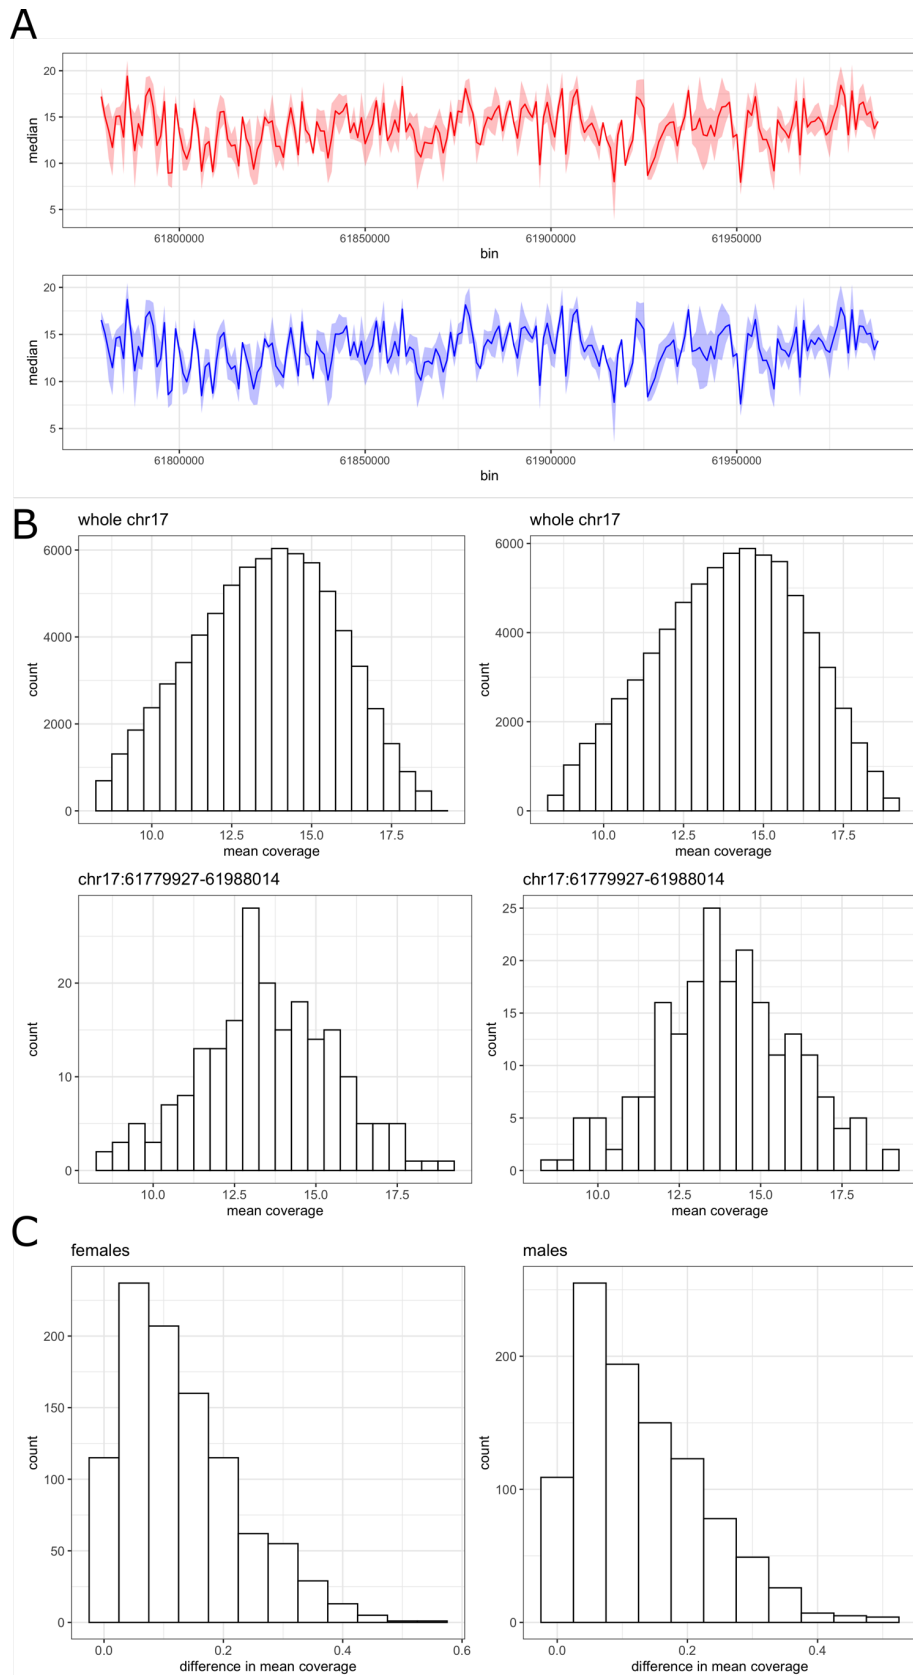 A
median
20
15
10
5
61800000 61850000 61900000 61950000
bin
median
20
15
10
5
61800000 61850000 61900000 61950000
bin
B
whole chr17
count
6000
4000
2000
0
10.0 12.5 15.0 17.5
mean coverage
whole chr17
count
6000
4000
2000
0
10.0 12.5 15.0 17.5
mean coverage
chr17:61779927-61988014
count
20
10
0
10.0 12.5 15.0 17.5
mean coverage
chr17:61779927-61988014
count
25
20
15
10
5
0
10.0 12.5 15.0 17.5
mean coverage
C
females
count
200
150
100
50
0
0.0 0.2 0.4 0.6
difference in mean coverage
males
count
200
100
0
0.0 0.2 0.4
difference in mean coverage